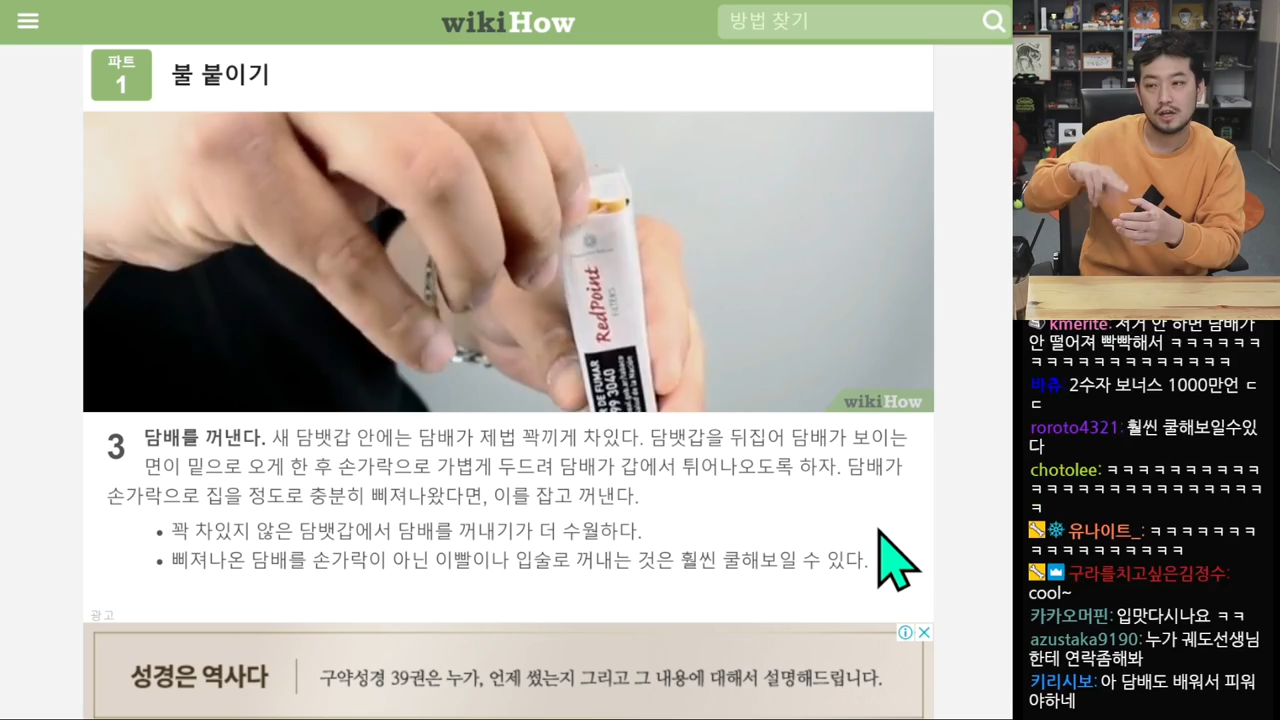 wikiHow
방법 찾기
파트
1
불 붙이기
RedPoint
FILTERS
DE FUMAR
99 3040
wikiHow
3
담배를 꺼낸다. 새 담뱃갑 안에는 담배가 제법 꽉끼게 차있다. 담뱃갑을 뒤집어 담배가 보이는
면이 밑으로 오게 한 후 손가락으로 가볍게 두드려 담배가 갑에서 튀어나오도록 하자. 담배가
손가락으로 집을 정도로 충분히 삐져나왔다면, 이를 잡고 꺼낸다.
• 꽉 차있지 않은 담뱃갑에서 담배를 꺼내기가 더 수월하다.
• 삐져나온 담배를 손가락이 아닌 이빨이나 입술로 꺼내는 것은 훨씬 쿨해보일 수 있다.
광고
성경은 역사다
구약성경 39권은 누가, 언제 썼는지 그리고 그 내용에 대해서 설명해드립니다.
kmerite: 저거 안 하면 담배가
안 떨어져 빡빡해서 ㅋㅋㅋㅋㅋㅋ
ㅋㅋㅋㅋㅋㅋㅋㅋㅋㅋㅋㅋㅋ
바츄: 2수자 보너스 1000만언 ㄷ
ㄷ
roroto4321: 훨씬 쿨해보일수있
다
chotolee: ㅋㅋㅋㅋㅋㅋㅋㅋㅋㅋ
ㅋㅋㅋㅋㅋㅋㅋㅋㅋㅋㅋㅋㅋㅋㅋ
ㅋ
유나이트_: ㅋㅋㅋㅋㅋㅋㅋ
ㅋㅋㅋㅋㅋㅋㅋㅋㅋㅋ
구라를치고싶은김정수:
cool~
카카오머핀: 입맛다시나요 ㅋㅋ
azustaka9190: 누가 궤도선생님
한테 연락좀해봐
키리시보: 아 담배도 배워서 피워
야하네